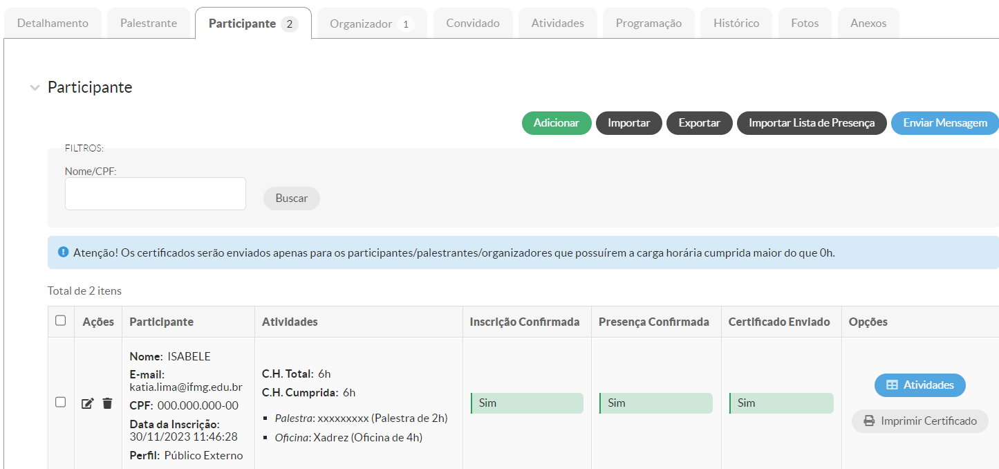 Detalhamento Palestrante Participante 2 Organizador 1 Convidado Atividades Programação Histórico Fotos Anexos
Participante
Adicionar Importar Exportar Importar Lista de Presença Enviar Mensagem
FILTROS:
Nome/CPF:
Buscar
Atenção! Os certificados serão enviados apenas para os participantes/palestrantes/organizadores que possuírem a carga horária cumprida maior do que 0h.
Total de 2 itens
Ações Participante Atividades Inscrição Confirmada Presença Confirmada Certificado Enviado Opções
Nome: ISABELE
E-mail:
katia.lima@ifmg.edu.br
CPF: 000.000.000-00
Data da Inscrição:
30/11/2023 11:46:28
Perfil: Público Externo
C.H. Total: 6h
C.H. Cumprida: 6h
Palestra: xxxxxxxxx (Palestra de 2h)
Oficina: Xadrez (Oficina de 4h)
Sim
Sim
Sim
Atividades
Imprimir Certificado